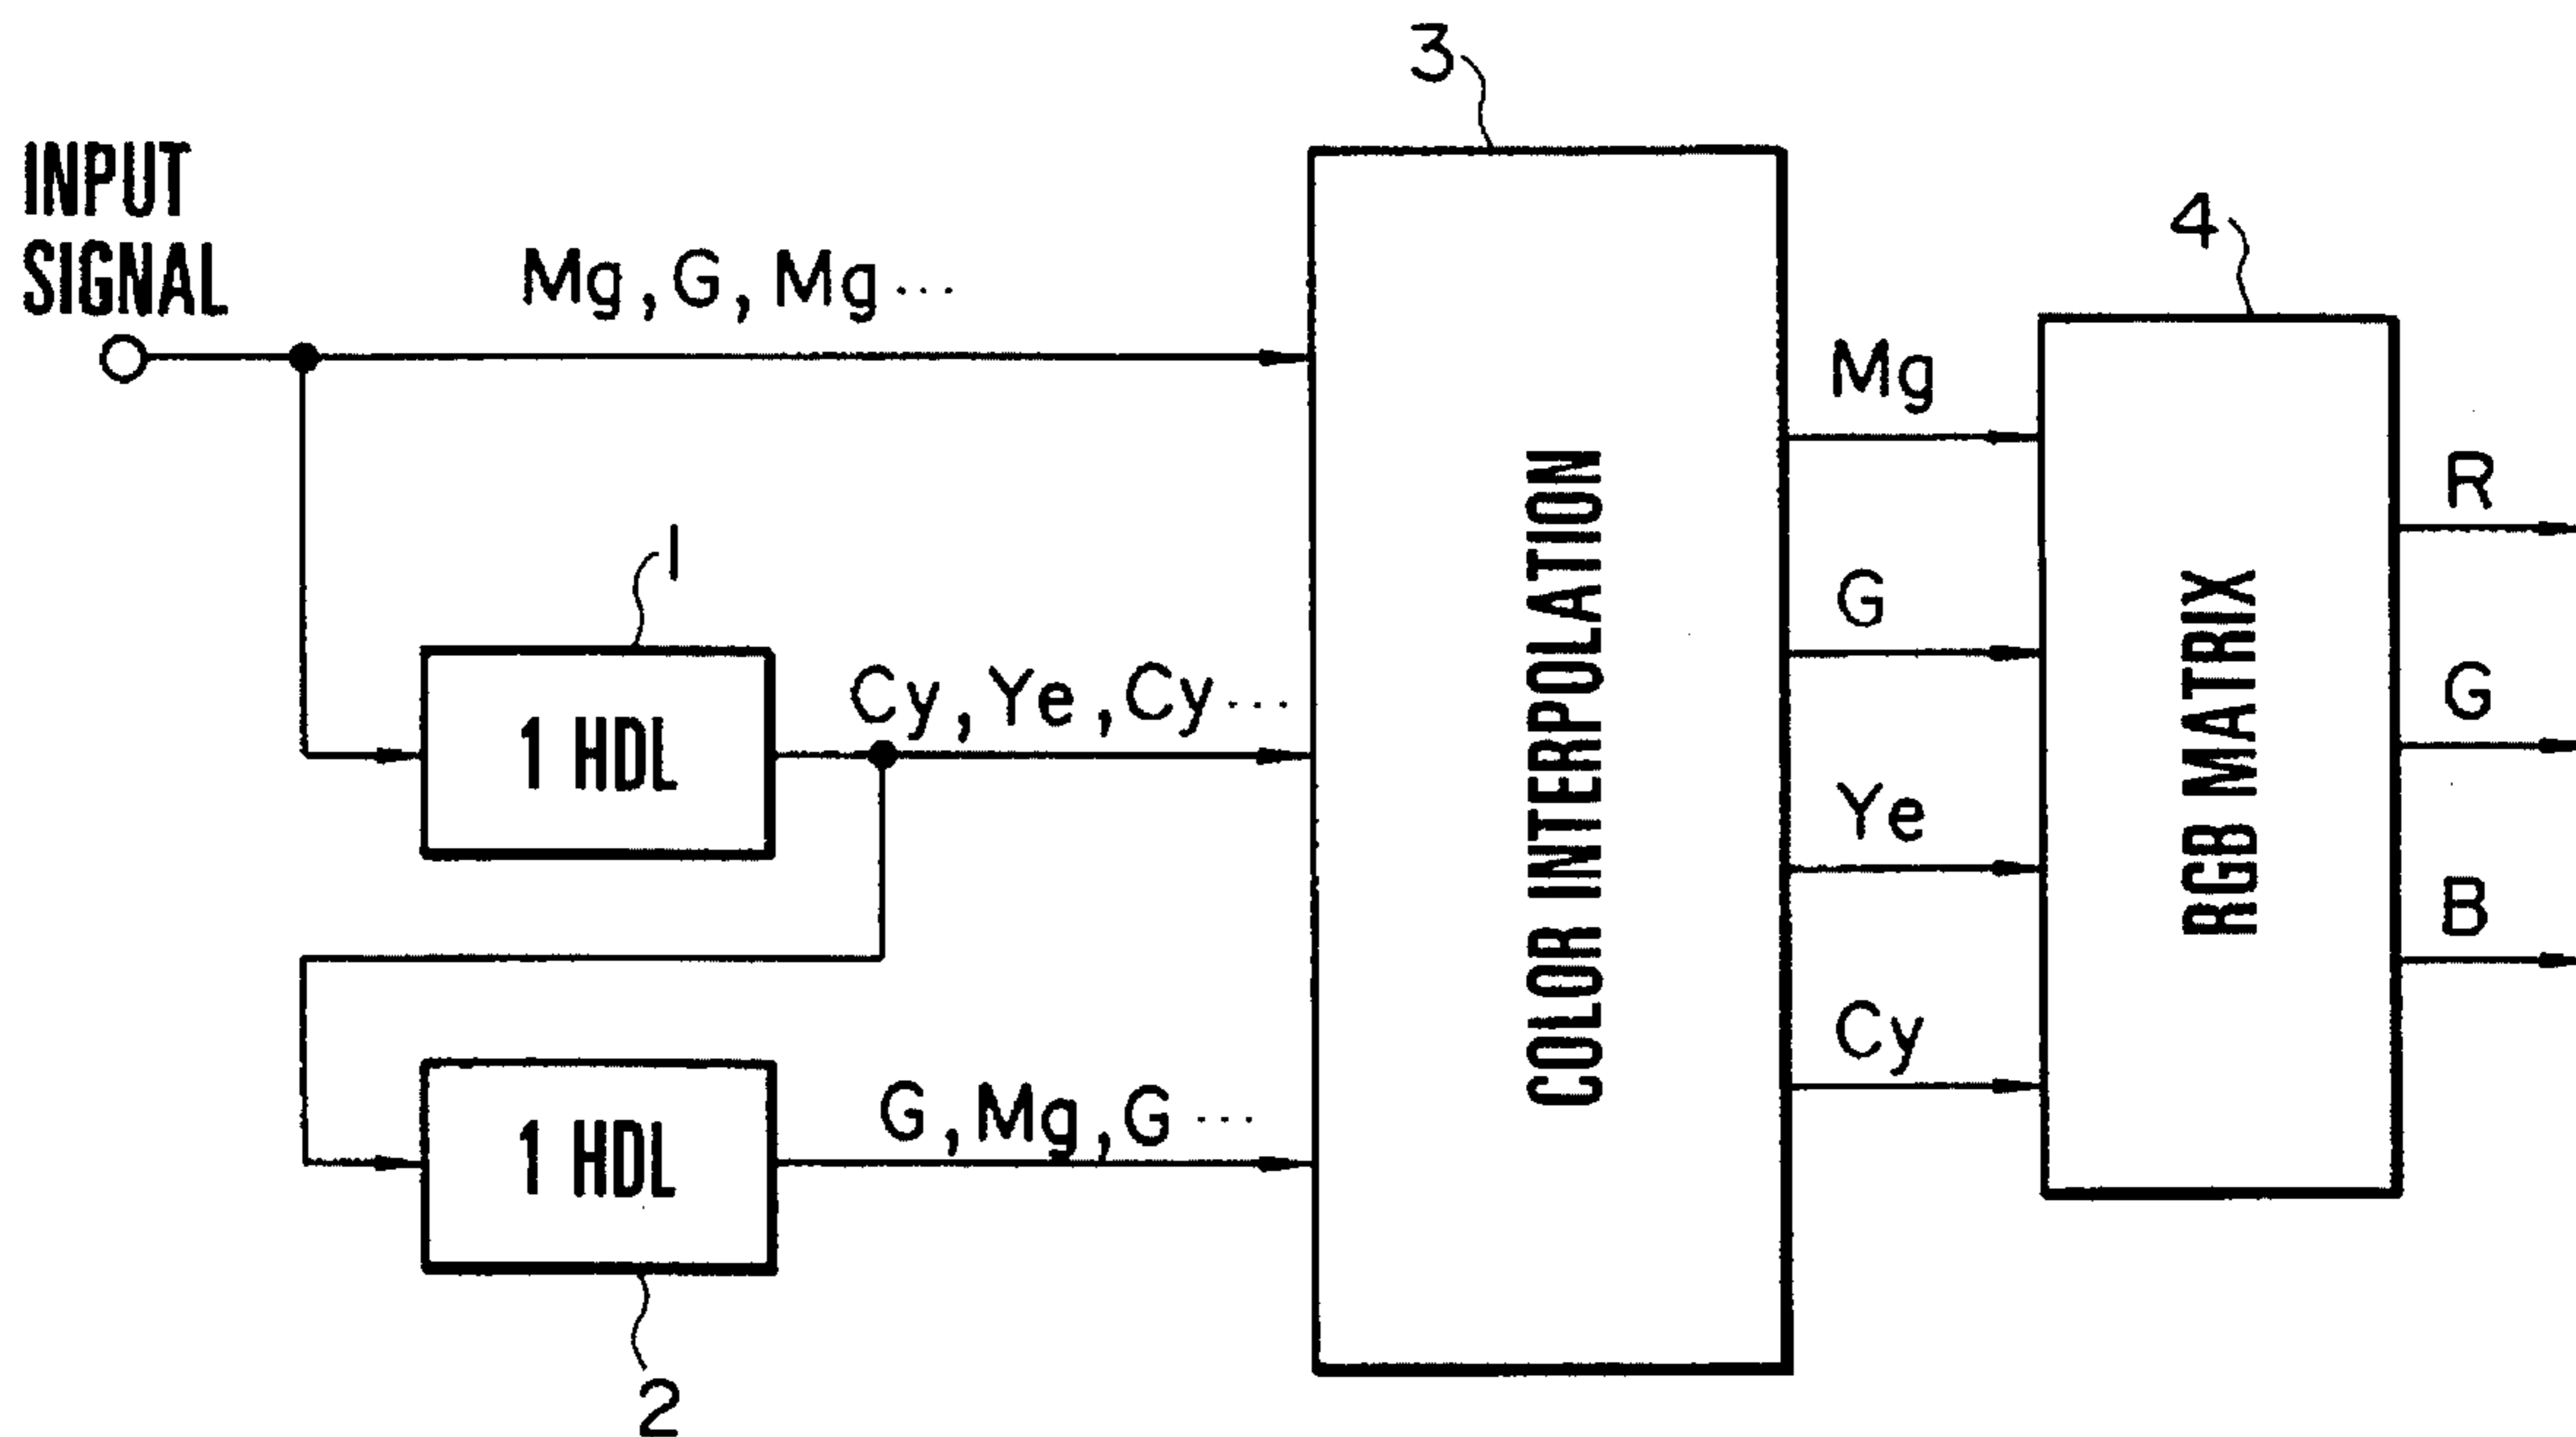 3
INPUT
SIGNAL
Mg, G, Mg...
4
Mg
R
1
G
1 HDL
Cy, Ye, Cy...
COLOR INTERPOLATION
RGB MATRIX
G
Ye
B
Cy
1 HDL
G, Mg, G ...
2